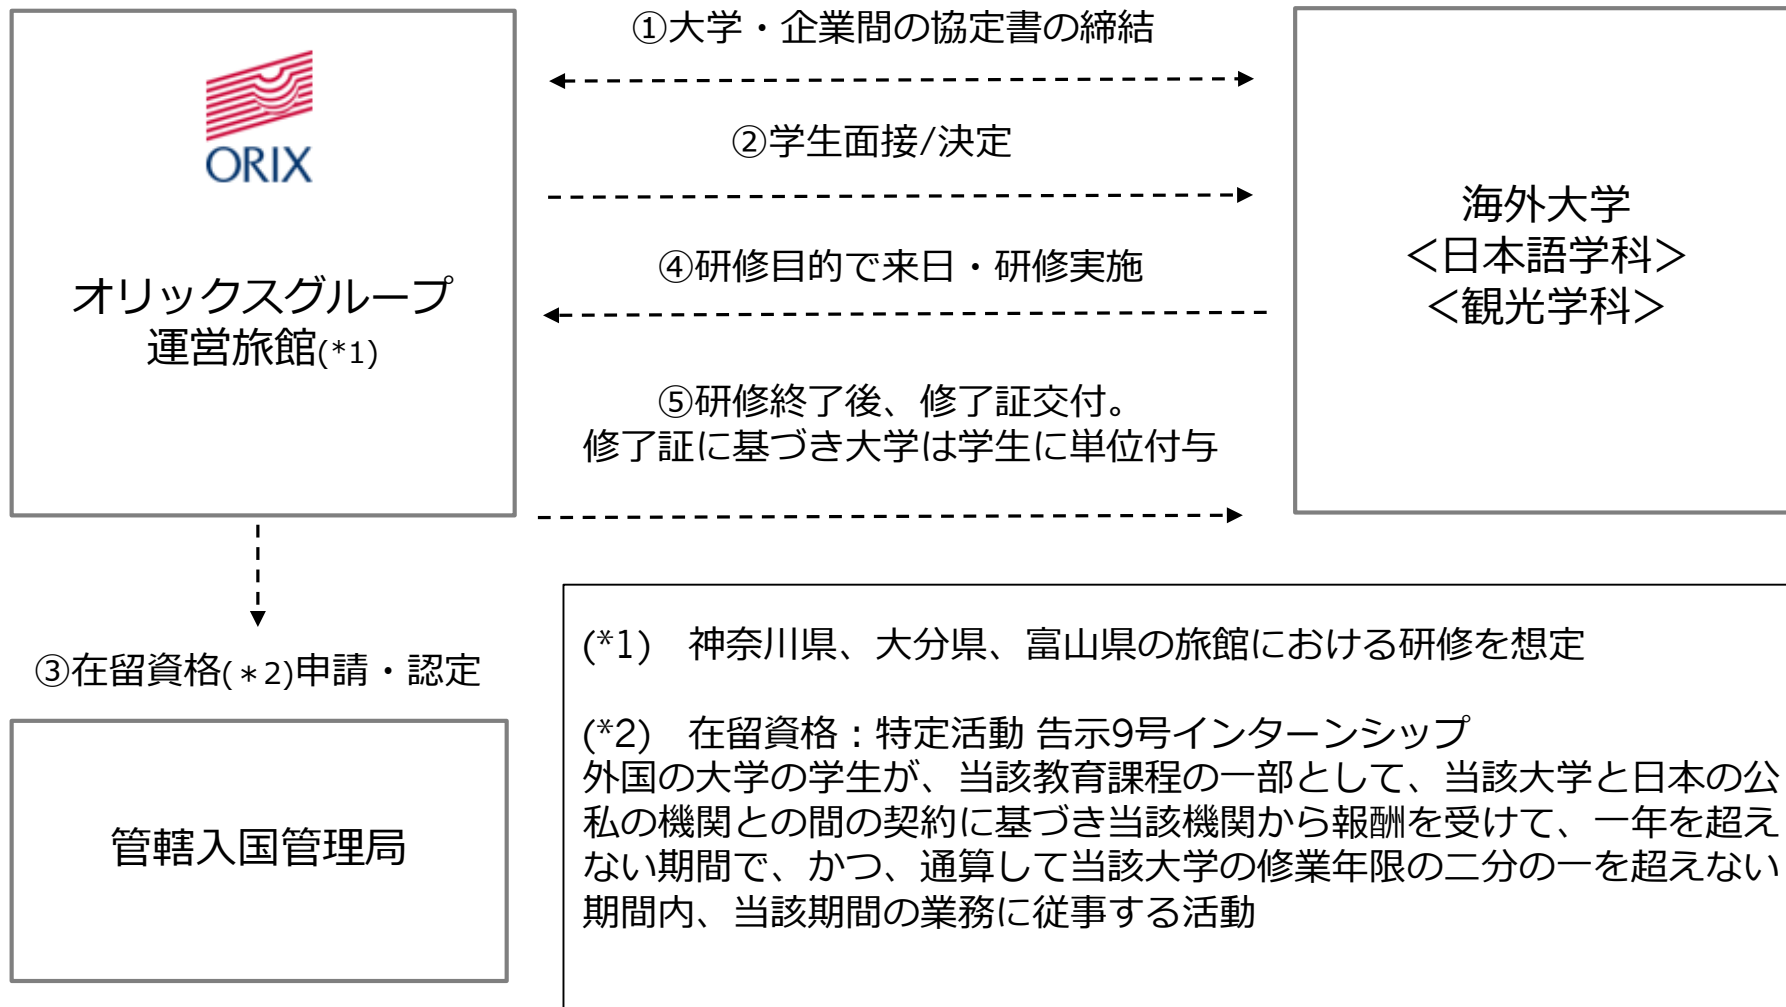 ①大学・企業間の協定書の締結
ORIX
②学生面接/決定
オリックスグループ
運営旅館(*1)
④研修目的で来日・研修実施
海外大学
<日本語学科>
<観光学科>
⑤研修終了後、修了証交付。
修了証に基づき大学は学生に単位付与
③在留資格(*2)申請・認定
管轄入国管理局
(*1) 神奈川県、大分県、富山県の旅館における研修を想定
(*2) 在留資格:特定活動 告示9号インターンシップ
外国の大学の学生が、当該教育課程の一部として、当該大学と日本の公
私の機関との間の契約に基づき当該機関から報酬を受けて、一年を超え
ない期間で、かつ、通算して当該大学の修業年限の二分の一を超えない
期間内、当該期間の業務に従事する活動